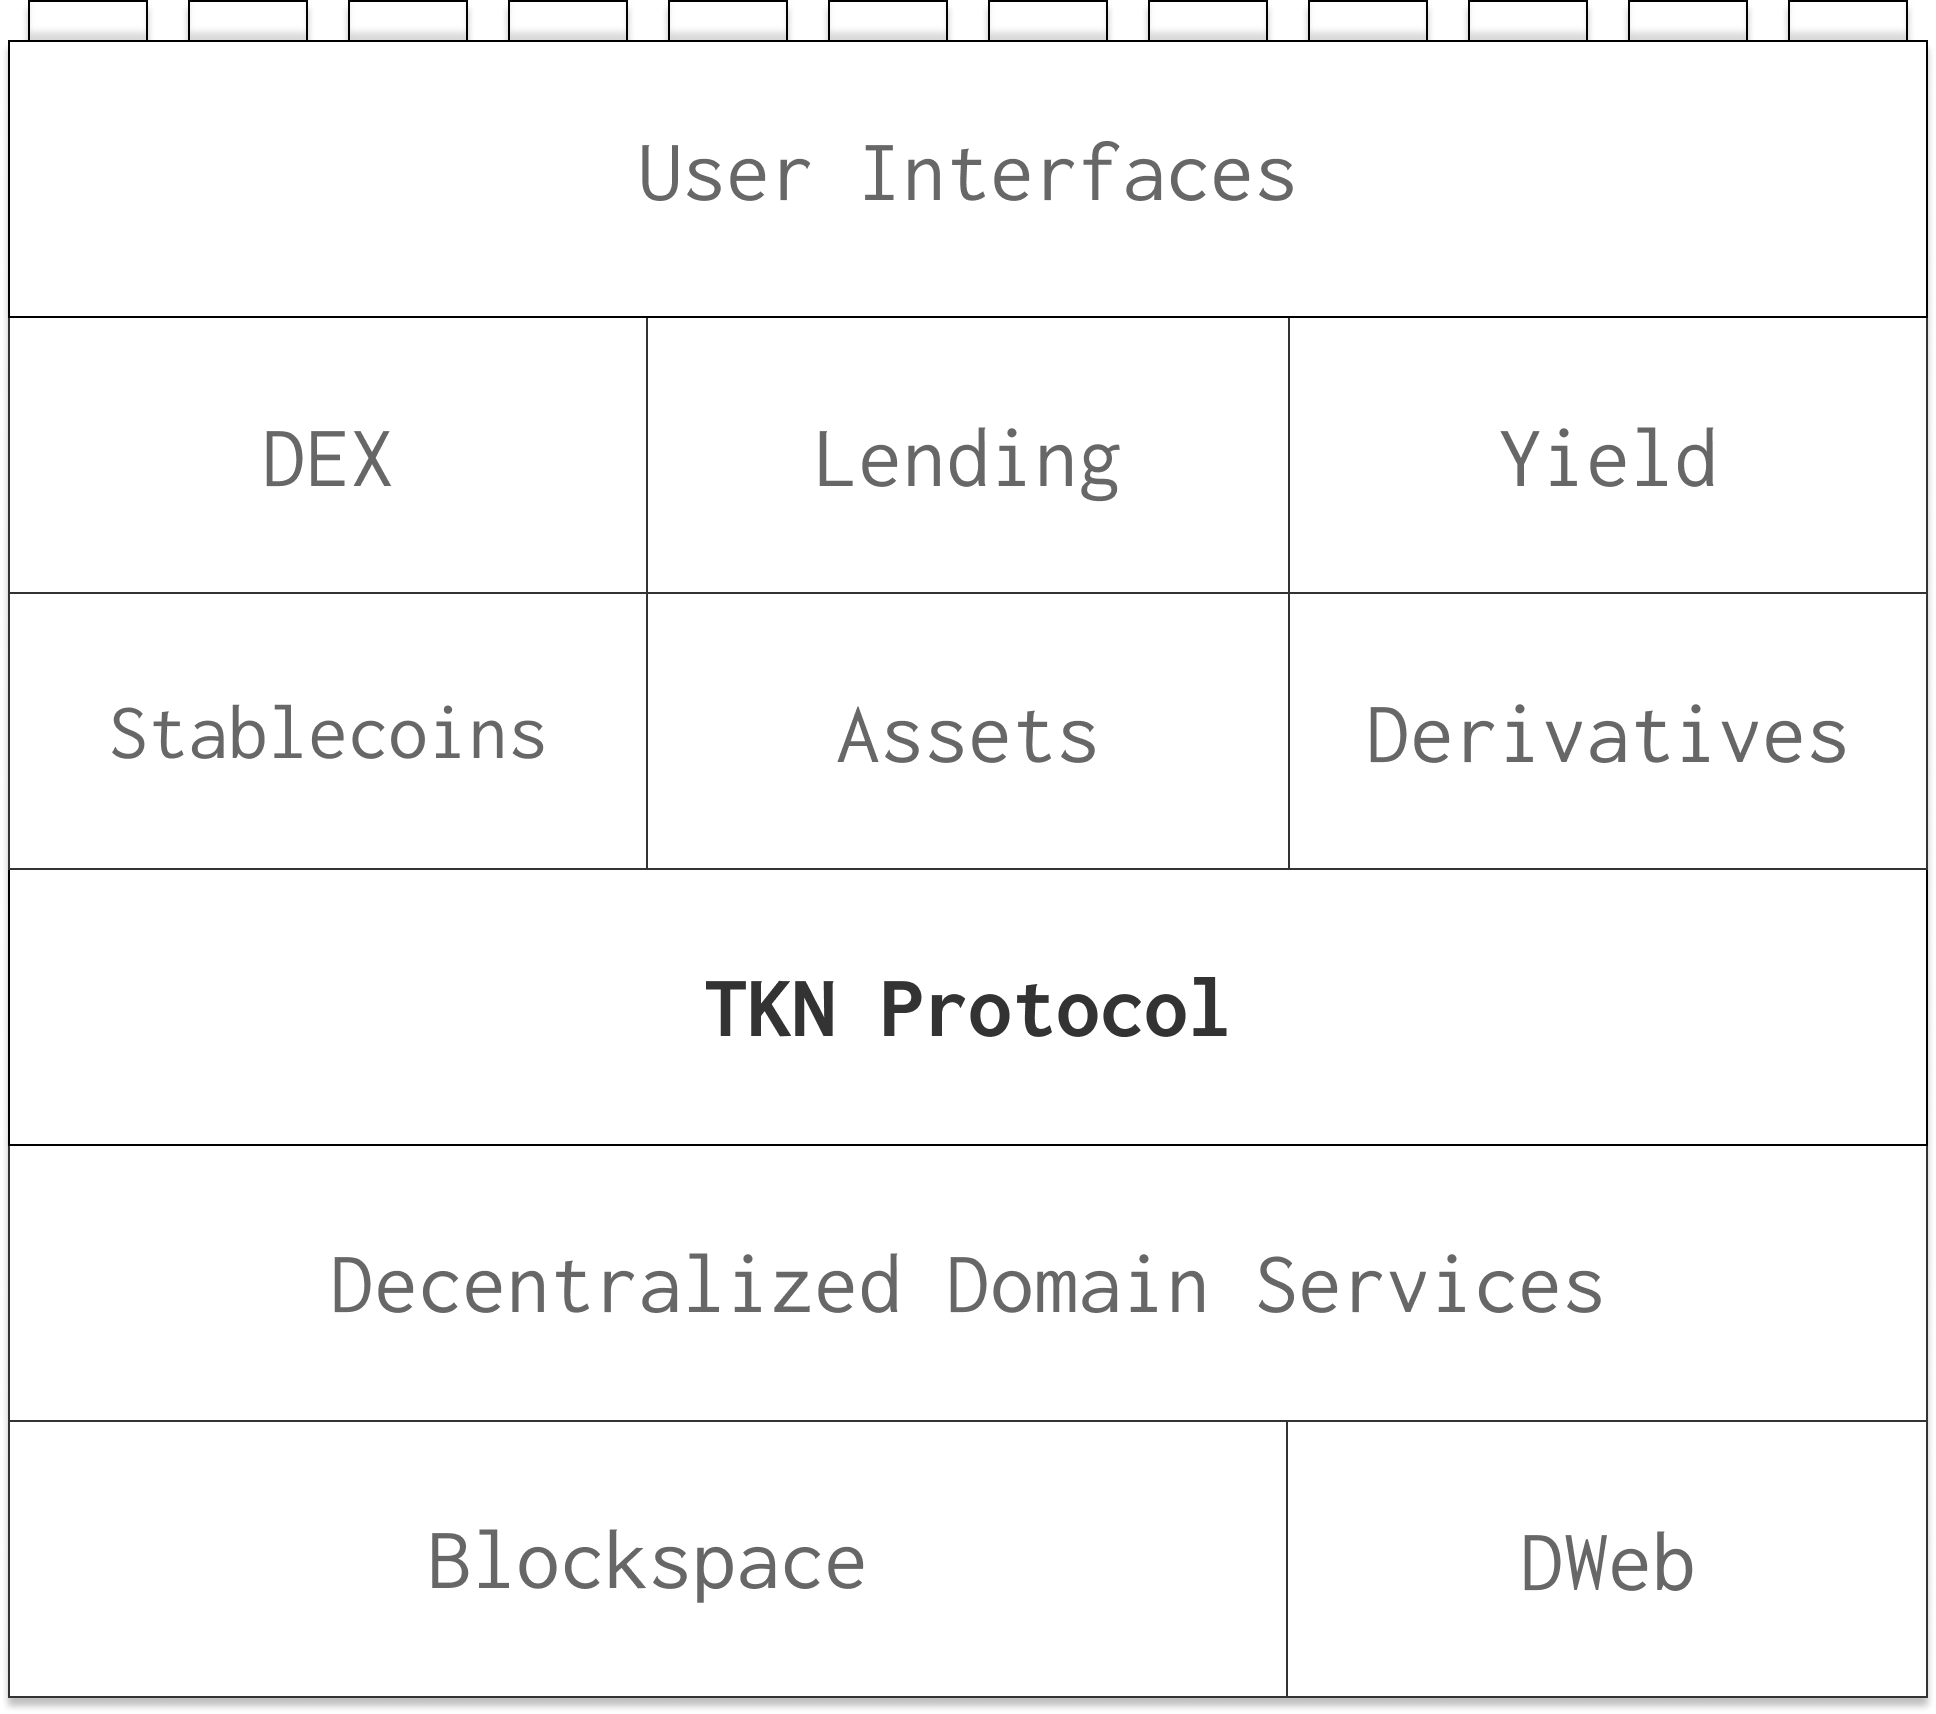 User Interfaces
DEX
Lending
Yield
Stablecoins
Assets
Derivatives
TKN Protocol
Decentralized Domain Services
Blockspace
DWeb